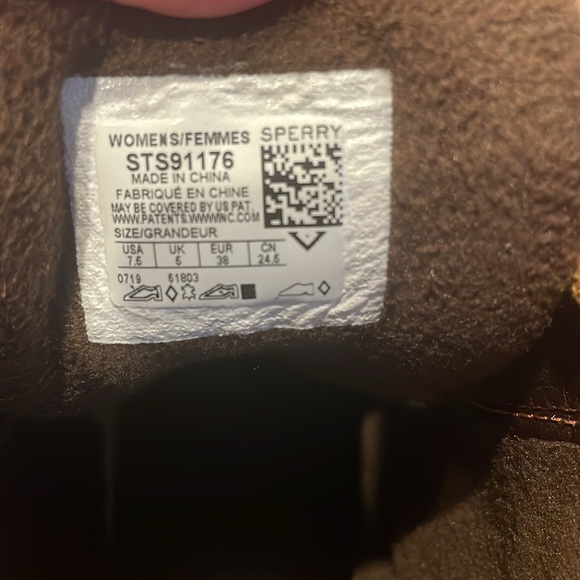 WOMENS/FEMMES
SPERRY
STS91176
MADE IN CHINA
FABRIQUÉ EN CHINE
MAY BE COVERED BY US PAT.
WWW.PATENTS.WWWINC.COM
SIZE/GRANDEUR
USA UK EUR CN
7.5 5 38 24.5
0719 61803